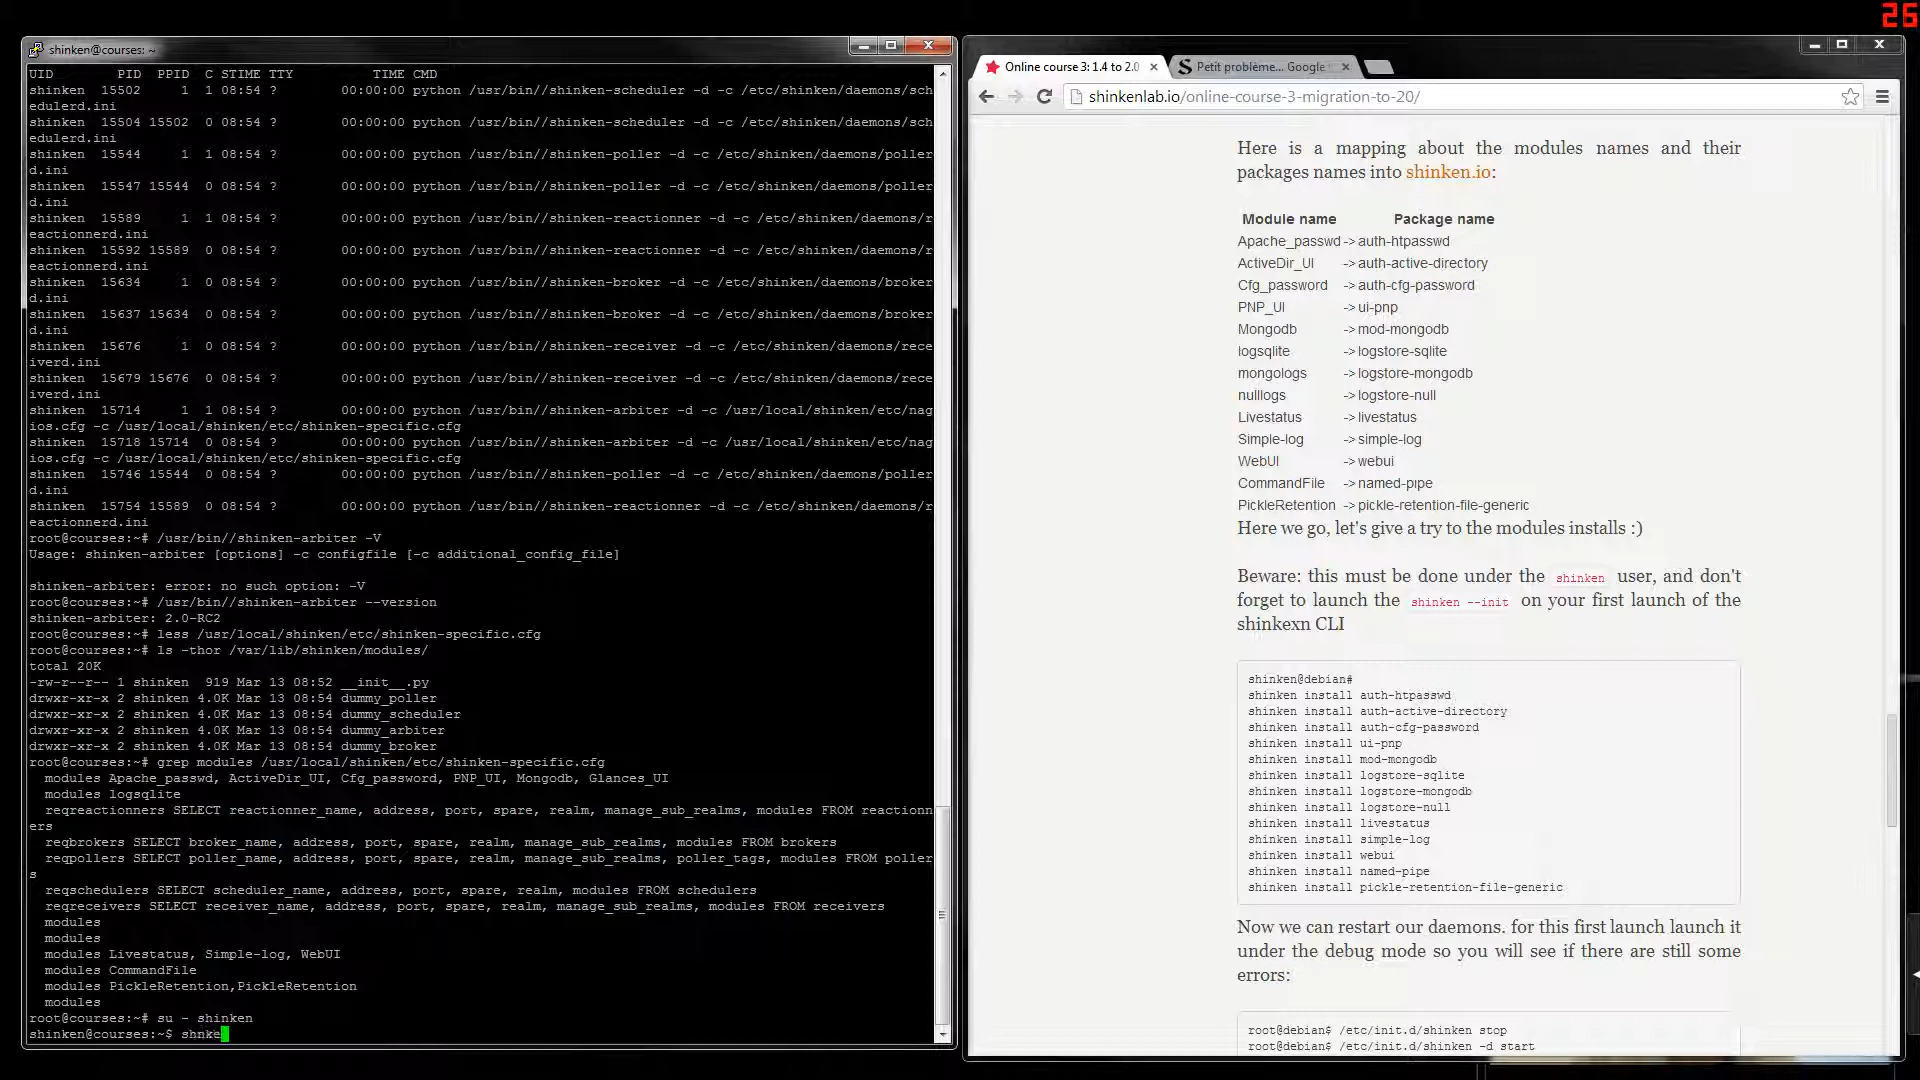 26
shinken@courses: ~
UID        PID  PPID  C STIME TTY          TIME CMD
shinken  15502     1  1 08:54 ?        00:00:00 python /usr/bin//shinken-scheduler -d -c /etc/shinken/daemons/sch
edulerd.ini
shinken  15504 15502  0 08:54 ?        00:00:00 python /usr/bin//shinken-scheduler -d -c /etc/shinken/daemons/sch
edulerd.ini
shinken  15544     1  1 08:54 ?        00:00:00 python /usr/bin//shinken-poller -d -c /etc/shinken/daemons/poller
d.ini
shinken  15547 15544  0 08:54 ?        00:00:00 python /usr/bin//shinken-poller -d -c /etc/shinken/daemons/poller
d.ini
shinken  15589     1  1 08:54 ?        00:00:00 python /usr/bin//shinken-reactionner -d -c /etc/shinken/daemons/r
eactionnerd.ini
shinken  15592 15589  0 08:54 ?        00:00:00 python /usr/bin//shinken-reactionner -d -c /etc/shinken/daemons/r
eactionnerd.ini
shinken  15634     1  0 08:54 ?        00:00:00 python /usr/bin//shinken-broker -d -c /etc/shinken/daemons/broker
d.ini
shinken  15637 15634  0 08:54 ?        00:00:00 python /usr/bin//shinken-broker -d -c /etc/shinken/daemons/broker
d.ini
shinken  15676     1  0 08:54 ?        00:00:00 python /usr/bin//shinken-receiver -d -c /etc/shinken/daemons/rece
iverd.ini
shinken  15679 15676  0 08:54 ?        00:00:00 python /usr/bin//shinken-receiver -d -c /etc/shinken/daemons/rece
iverd.ini
shinken  15714     1  1 08:54 ?        00:00:00 python /usr/bin//shinken-arbiter -d -c /usr/local/shinken/etc/nag
ios.cfg -c /usr/local/shinken/etc/shinken-specific.cfg
shinken  15718 15714  0 08:54 ?        00:00:00 python /usr/bin//shinken-arbiter -d -c /usr/local/shinken/etc/nag
ios.cfg -c /usr/local/shinken/etc/shinken-specific.cfg
shinken  15746 15544  0 08:54 ?        00:00:00 python /usr/bin//shinken-poller -d -c /etc/shinken/daemons/poller
d.ini
shinken  15754 15589  0 08:54 ?        00:00:00 python /usr/bin//shinken-reactionner -d -c /etc/shinken/daemons/r
eactionnerd.ini
root@courses:~# /usr/bin//shinken-arbiter -V
Usage: shinken-arbiter [options] -c configfile [-c additional_config_file]
shinken-arbiter: error: no such option: -V
root@courses:~# /usr/bin//shinken-arbiter --version
shinken-arbiter: 2.0-RC2
root@courses:~# less /usr/local/shinken/etc/shinken-specific.cfg
root@courses:~# ls -thor /var/lib/shinken/modules/
total 20K
-rw-r--r-- 1 shinken  919 Mar 13 08:52 __init__.py
drwxr-xr-x 2 shinken 4.0K Mar 13 08:54 dummy_poller
drwxr-xr-x 2 shinken 4.0K Mar 13 08:54 dummy_scheduler
drwxr-xr-x 2 shinken 4.0K Mar 13 08:54 dummy_arbiter
drwxr-xr-x 2 shinken 4.0K Mar 13 08:54 dummy_broker
root@courses:~# grep modules /usr/local/shinken/etc/shinken-specific.cfg
modules Apache_passwd, ActiveDir_UI, Cfg_password, PNP_UI, Mongodb, Glances_UI
modules logsqlite
reqreactionners SELECT reactionner_name, address, port, spare, realm, manage_sub_realms, modules FROM reactionn
ers
reqbrokers SELECT broker_name, address, port, spare, realm, manage_sub_realms, modules FROM brokers
reqpollers SELECT poller_name, address, port, spare, realm, manage_sub_realms, poller_tags, modules FROM poller
s
reqschedulers SELECT scheduler_name, address, port, spare, realm, modules FROM schedulers
reqreceivers SELECT receiver_name, address, port, spare, realm, manage_sub_realms, modules FROM receivers
modules
modules
modules Livestatus, Simple-log, WebUI
modules CommandFile
modules PickleRetention,PickleRetention
modules
root@courses:~# su - shinken
shinken@courses:~$ shnke
Online course 3: 1.4 to 2.0
Petit problème... Google
shinkenlab.io/online-course-3-migration-to-20/
Here is a mapping about the modules names and their
packages names into shinken.io:
Module name Package name
Apache_passwd -> auth-htpasswd
ActiveDir_UI -> auth-active-directory
Cfg_password -> auth-cfg-password
PNP_UI -> ui-pnp
Mongodb -> mod-mongodb
logsqlite -> logstore-sqlite
mongologs -> logstore-mongodb
nulllogs -> logstore-null
Livestatus -> livestatus
Simple-log -> simple-log
WebUI -> webui
CommandFile -> named-pipe
PickleRetention -> pickle-retention-file-generic
Here we go, let's give a try to the modules installs :)
Beware: this must be done under the shinken user, and don't
forget to launch the shinken --init on your first launch of the
shinkexn CLI
shinken@debian#
shinken install auth-htpasswd
shinken install auth-active-directory
shinken install auth-cfg-password
shinken install ui-pnp
shinken install mod-mongodb
shinken install logstore-sqlite
shinken install logstore-mongodb
shinken install logstore-null
shinken install livestatus
shinken install simple-log
shinken install webui
shinken install named-pipe
shinken install pickle-retention-file-generic
Now we can restart our daemons. for this first launch launch it
under the debug mode so you will see if there are still some
errors:
root@debian$ /etc/init.d/shinken stop
root@debian$ /etc/init.d/shinken -d start